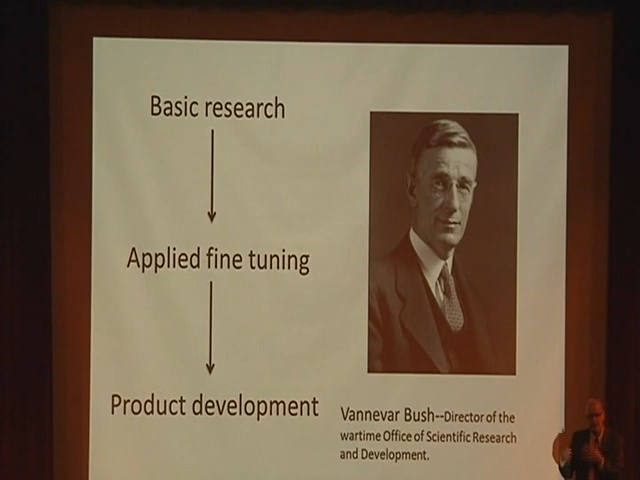 Basic research
Applied fine tuning
Product development
Vannevar Bush--Director of the
wartime Office of Scientific Research
and Development.